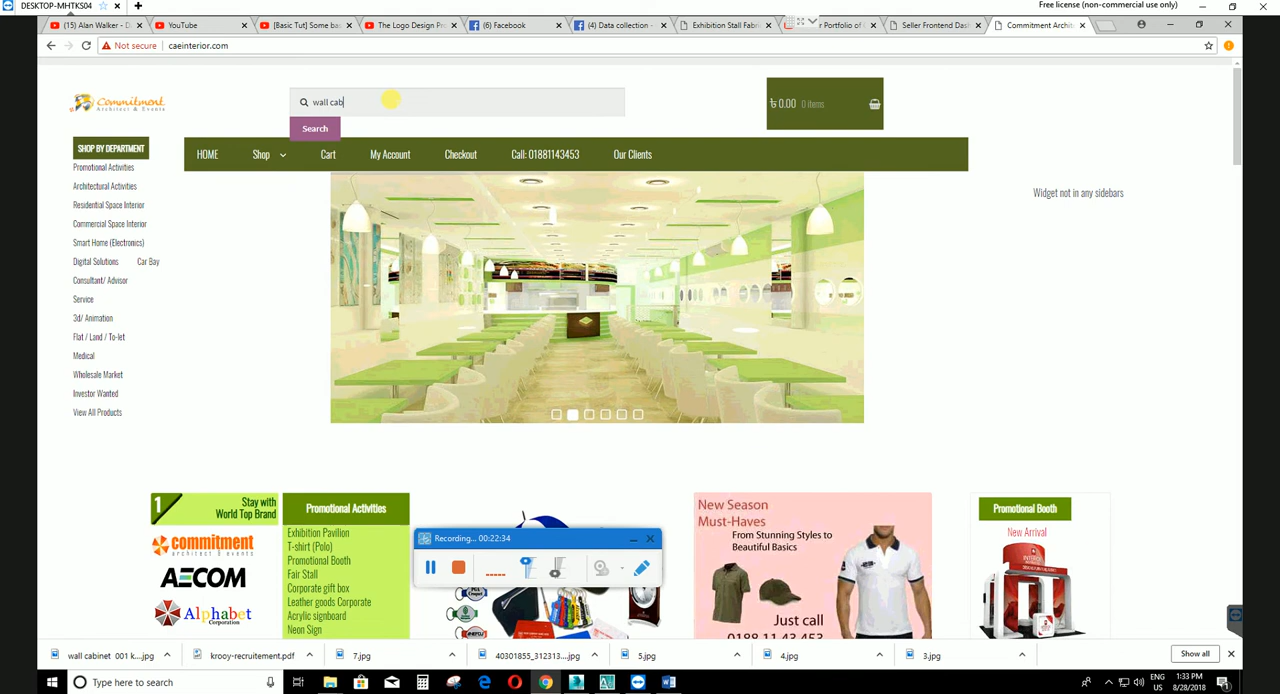 DESKTOP-MHTKS04
Free license (non-commercial use only)
(15) Alan Walker - D
YouTube
[Basic Tut] Some ba
The Logo Design Pr
(6) Facebook
(4) Data collection -
Exhibition Stall Fabr
r Portfolio of
Seller Frontend Das
Commitment Archit
Not secure
caeinterior.com
Commitment
Architect & Events
wall cab
Search
৳ 0.00 0 items
SHOP BY DEPARTMENT
HOME
Shop
Cart
My Account
Checkout
Call: 01881143453
Our Clients
Promotional Activities
Architectural Activities
Residential Space Interior
Commercial Space Interior
Smart Home (Electronics)
Digital Solutions
Car Bay
Consultant/ Advisor
Service
3d/ Animation
Flat / Land / To-let
Medical
Wholesale Market
Investor Wanted
View All Products
Widget not in any sidebars
1
Stay with
World Top Brand
commitment
architect & events
AECOM
Alphabet
Corporation
Promotional Activities
Exhibition Pavilion
T-shirt (Polo)
Promotional Booth
Fair Stall
Corporate gift box
Leather goods Corporate
Acrylic signboard
Neon Sign
Recording... 00:22:34
New Season
Must-Haves
From Stunning Styles to
Beautiful Basics
Just call
0188 11 43 453
Promotional Booth
New Arrival
wall cabinet 001 k....jpg
krooy-recruitement.pdf
7.jpg
40301855_312313....jpg
5.jpg
4.jpg
3.jpg
Show all
Type here to search
ENG
US
1:33 PM
8/28/2018